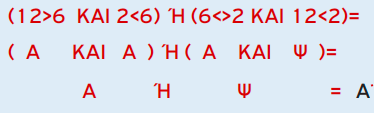 (12>6 ΚΑΙ 2<6) Ή (6<>2 ΚΑΙ 12<2)=
( Α ΚΑΙ Α ) Ή ( Α ΚΑΙ Ψ )=
Α Ή Ψ = Α